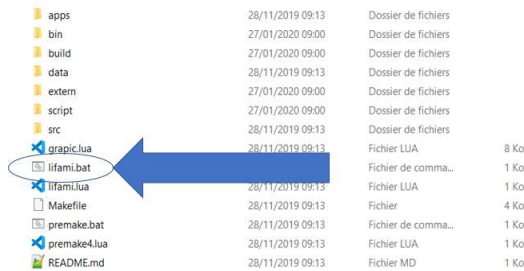 apps 28/11/2019 09:13 Dossier de fichiers
bin 27/01/2020 09:00 Dossier de fichiers
build 27/01/2020 09:00 Dossier de fichiers
data 28/11/2019 09:13 Dossier de fichiers
extern 27/01/2020 09:00 Dossier de fichiers
script 27/01/2020 09:00 Dossier de fichiers
src 28/11/2019 09:13 Dossier de fichiers
grapic.lua 28/11/2019 09:13 Fichier LUA 8 Ko
lifami.bat Fichier de comma... 1 Ko
lifami.lua 28/11/2019 09:13 Fichier LUA 1 Ko
Makefile 28/11/2019 09:13 Fichier 4 Ko
premake.bat 28/11/2019 09:13 Fichier de comma... 1 Ko
premake4.lua 28/11/2019 09:13 Fichier LUA 1 Ko
README.md 28/11/2019 09:13 Fichier MD 1 Ko